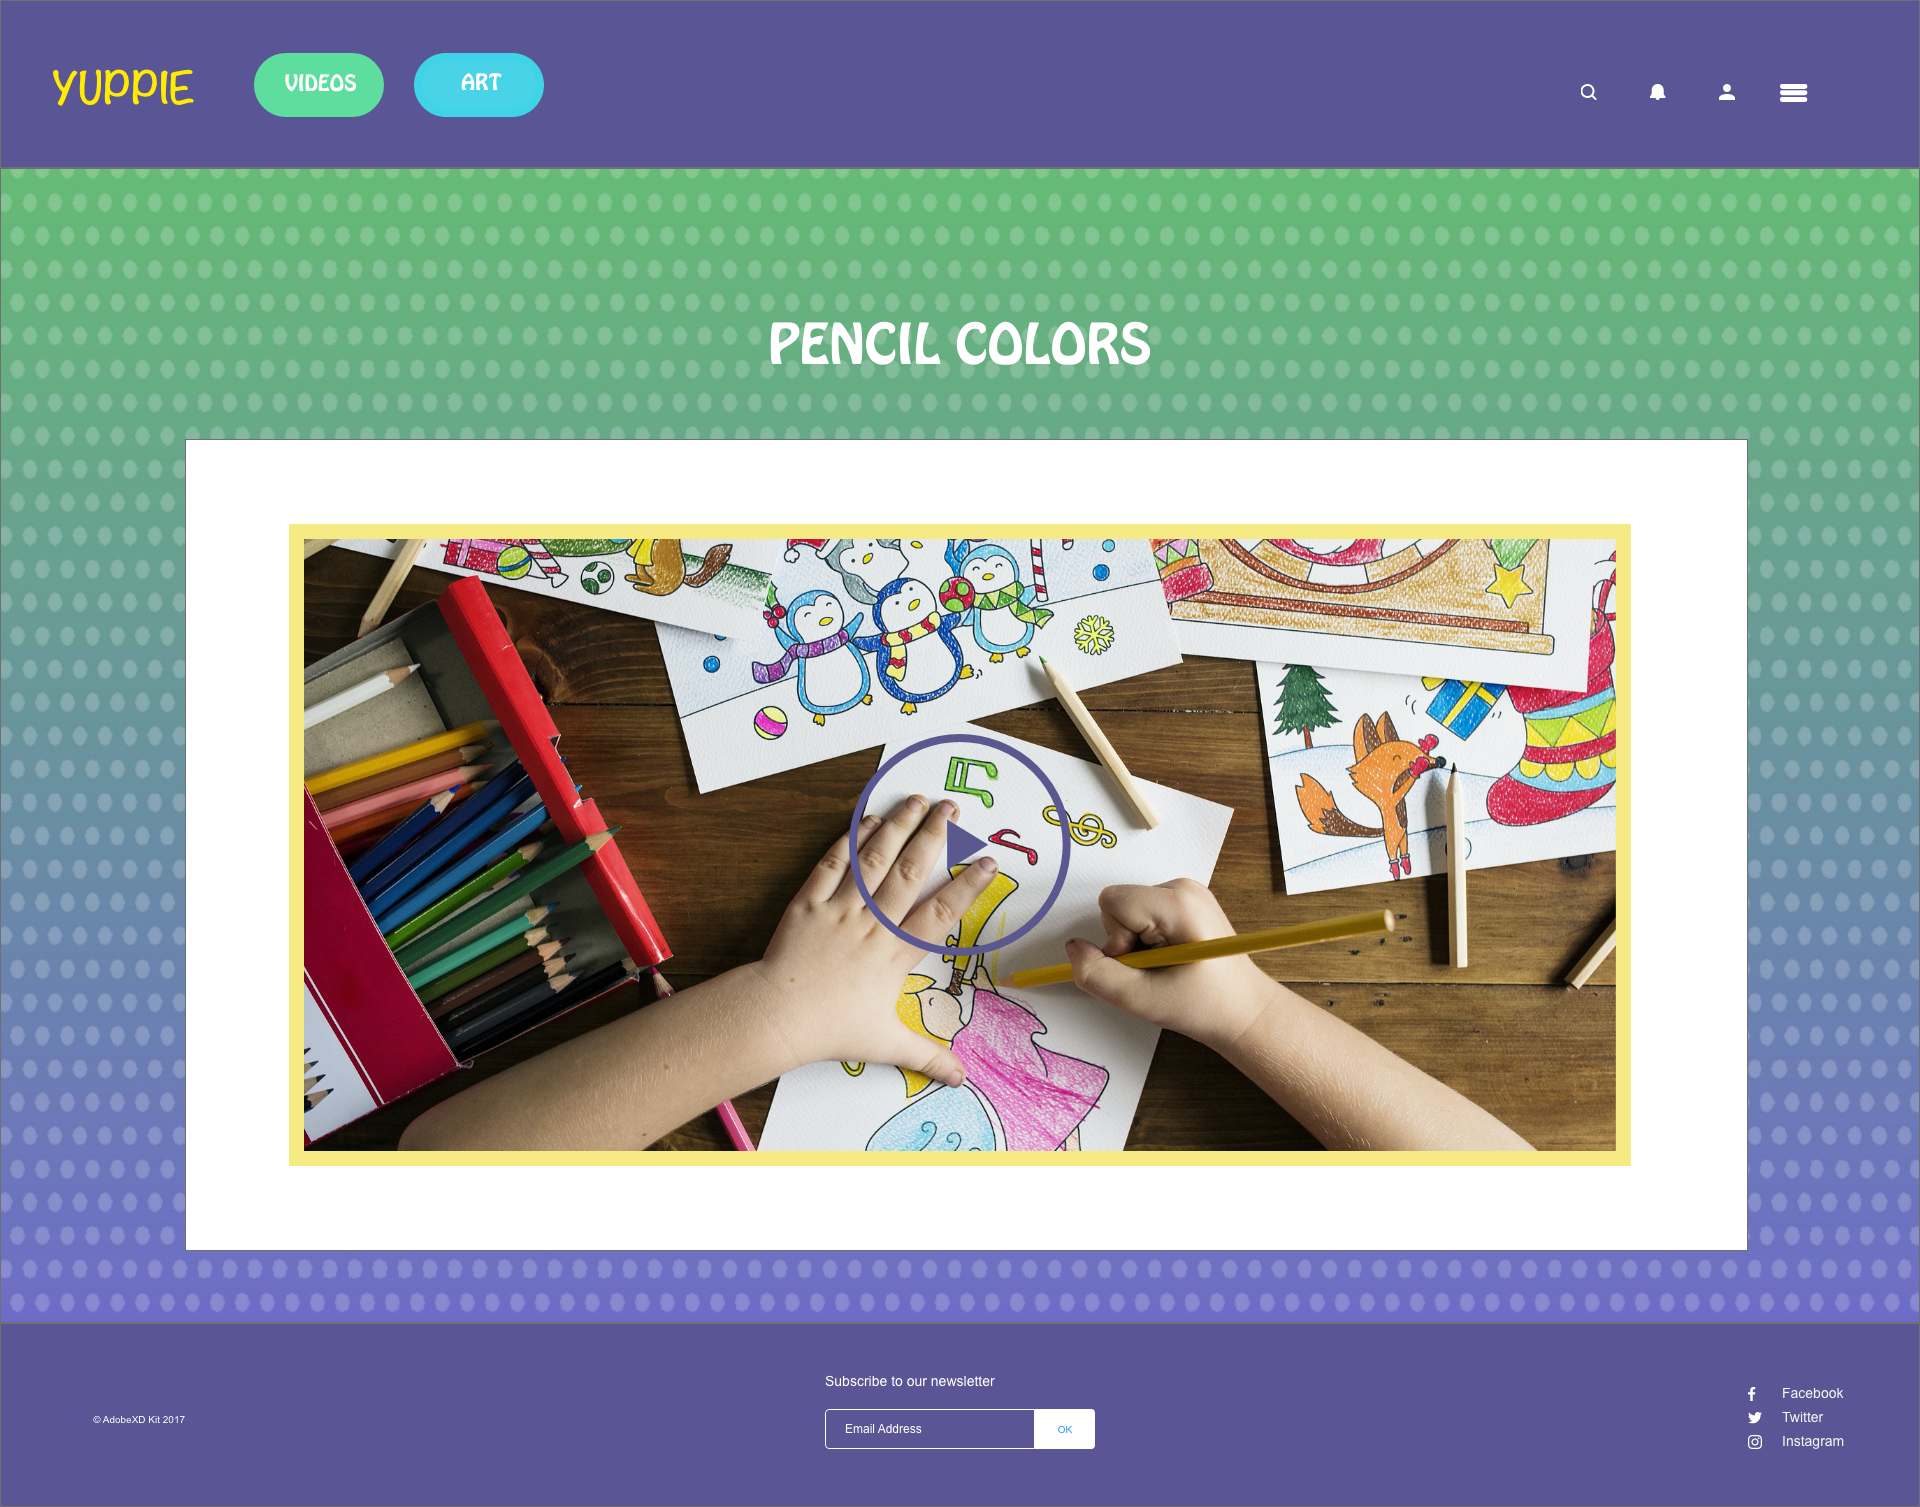 YUPPIE
VIDEOS
ART
PENCIL COLORS
Subscribe to our newsletter
© AdobeXD Kit 2017
Email Address
OK
Facebook
Twitter
Instagram